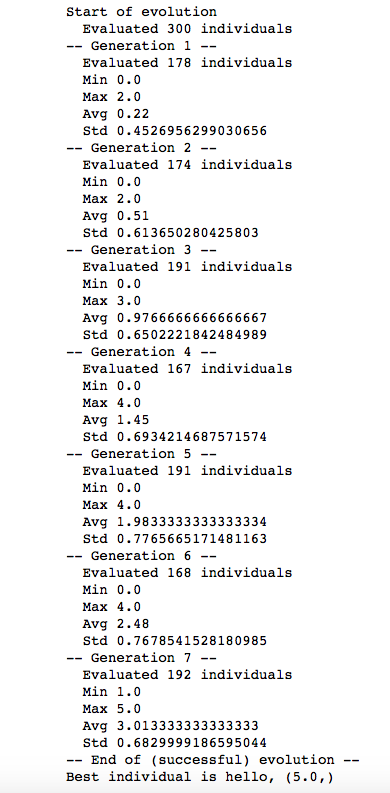 Start of evolution
  Evaluated 300 individuals
-- Generation 1 --
  Evaluated 178 individuals
  Min 0.0
  Max 2.0
  Avg 0.22
  Std 0.4526956299030656
-- Generation 2 --
  Evaluated 174 individuals
  Min 0.0
  Max 2.0
  Avg 0.51
  Std 0.613650280425803
-- Generation 3 --
  Evaluated 191 individuals
  Min 0.0
  Max 3.0
  Avg 0.9766666666666667
  Std 0.6502221842484989
-- Generation 4 --
  Evaluated 167 individuals
  Min 0.0
  Max 4.0
  Avg 1.45
  Std 0.6934214687571574
-- Generation 5 --
  Evaluated 191 individuals
  Min 0.0
  Max 4.0
  Avg 1.9833333333333334
  Std 0.7765665171481163
-- Generation 6 --
  Evaluated 168 individuals
  Min 0.0
  Max 4.0
  Avg 2.48
  Std 0.7678541528180985
-- Generation 7 --
  Evaluated 192 individuals
  Min 1.0
  Max 5.0
  Avg 3.013333333333333
  Std 0.6829999186595044
-- End of (successful) evolution --
Best individual is hello, (5.0,)